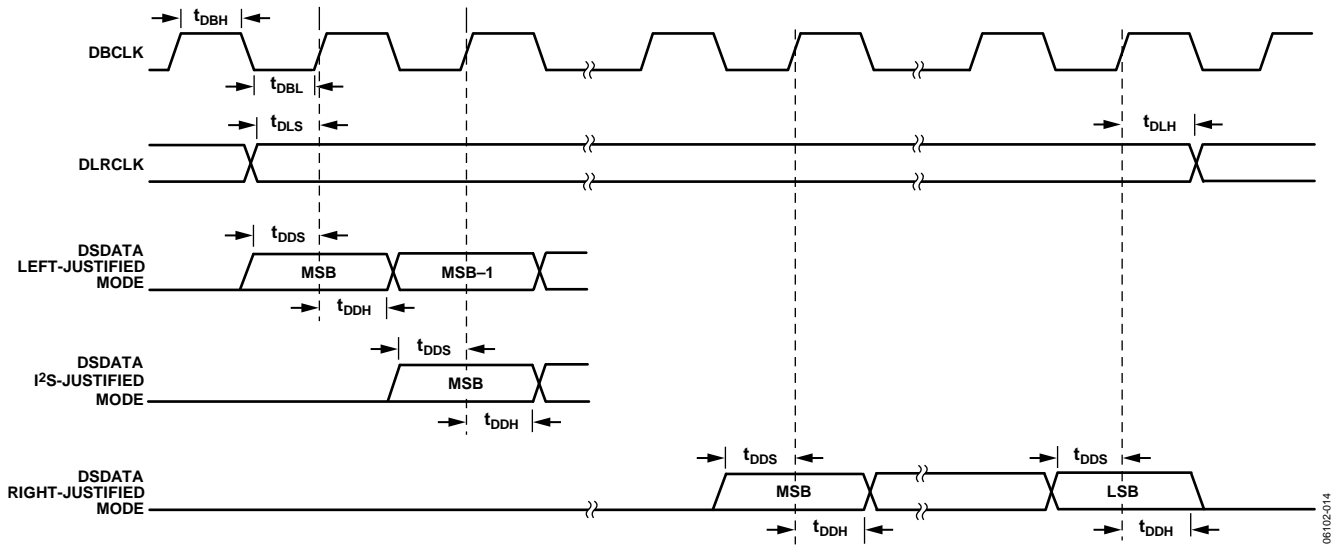 tDBH
DBCLK
tDBL
tDLS
tDLH
DLRCLK
tDDS
DSDATA
LEFT-JUSTIFIED
MODE
MSB
MSB–1
tDDH
tDDS
DSDATA
I2S-JUSTIFIED
MODE
MSB
tDDH
tDDS
tDDS
DSDATA
RIGHT-JUSTIFIED
MODE
MSB
LSB
tDDH
tDDH
06102-014